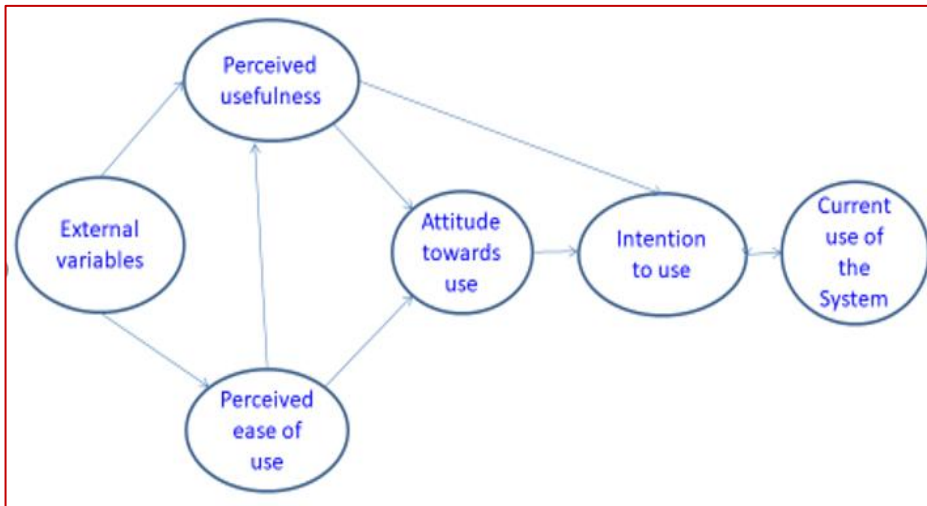 Perceived
usefulness
External
variables
Attitude
towards
use
Intention
to use
Current
use of
the
System
Perceived
ease of
use